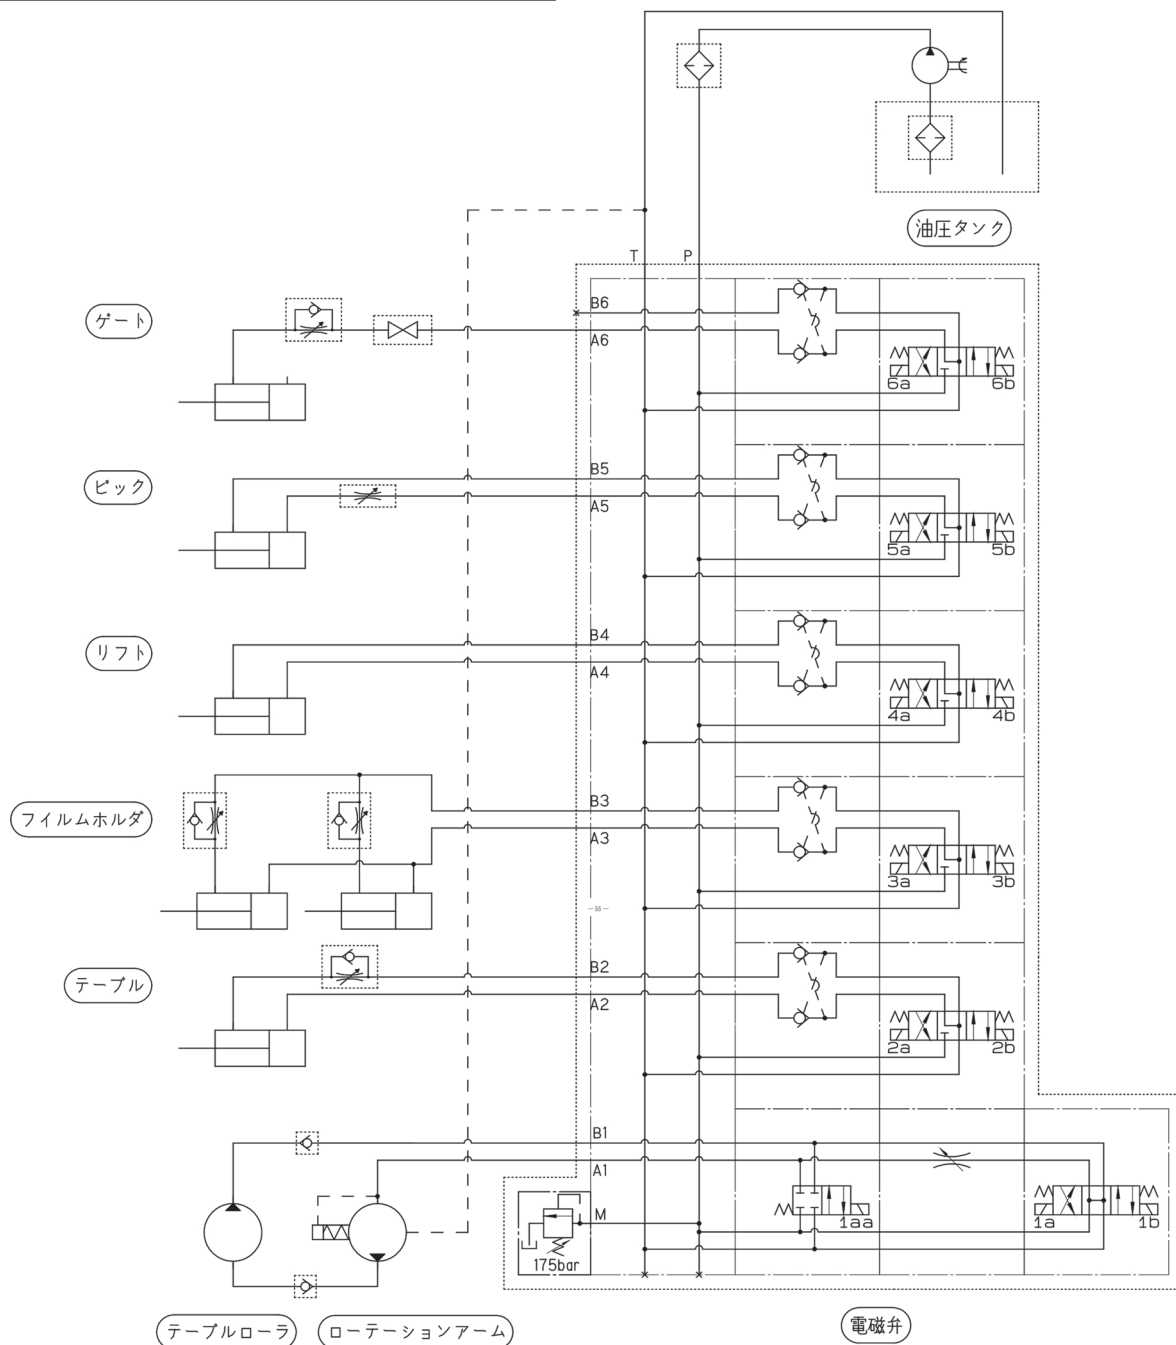 油圧タンク
T P
ゲート
B6
A6
6a 6b
ピック
B5
A5
5a 5b
リフト
B4
A4
4a 4b
フィルムホルダ
B3
A3
3a 3b
テーブル
B2
A2
2a 2b
B1
A1
M
1aa 1a 1b
175bar
テーブルローラ ローテーションアーム 電磁弁